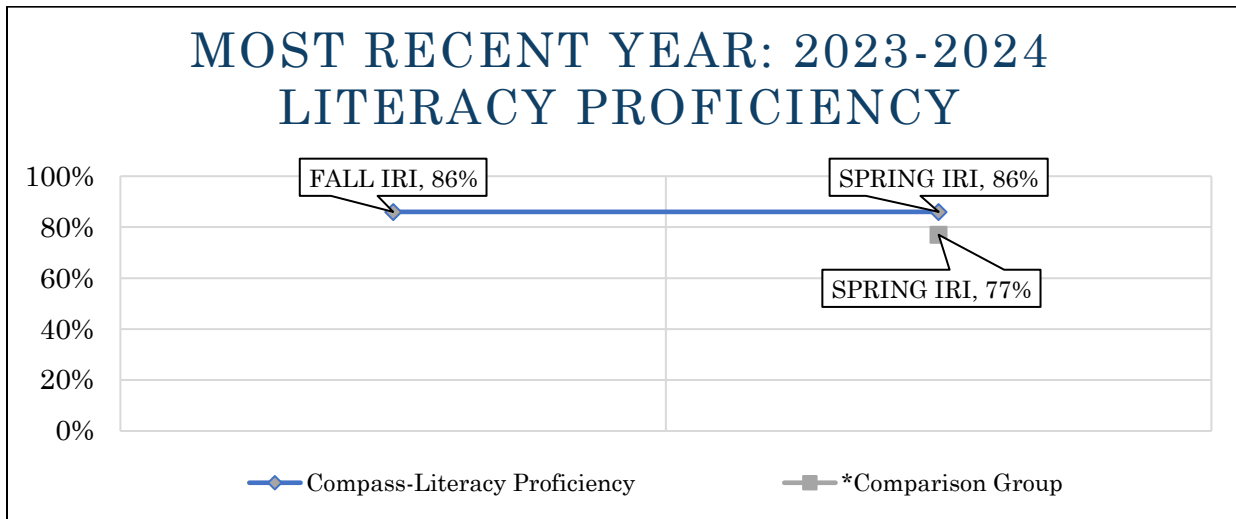 MOST RECENT YEAR: 2023-2024
LITERACY PROFICIENCY
100%
FALL IRI, 86%
SPRING IRI, 86%
80%
60%
SPRING IRI, 77%
40%
20%
0%
Compass-Literacy Proficiency
*Comparison Group